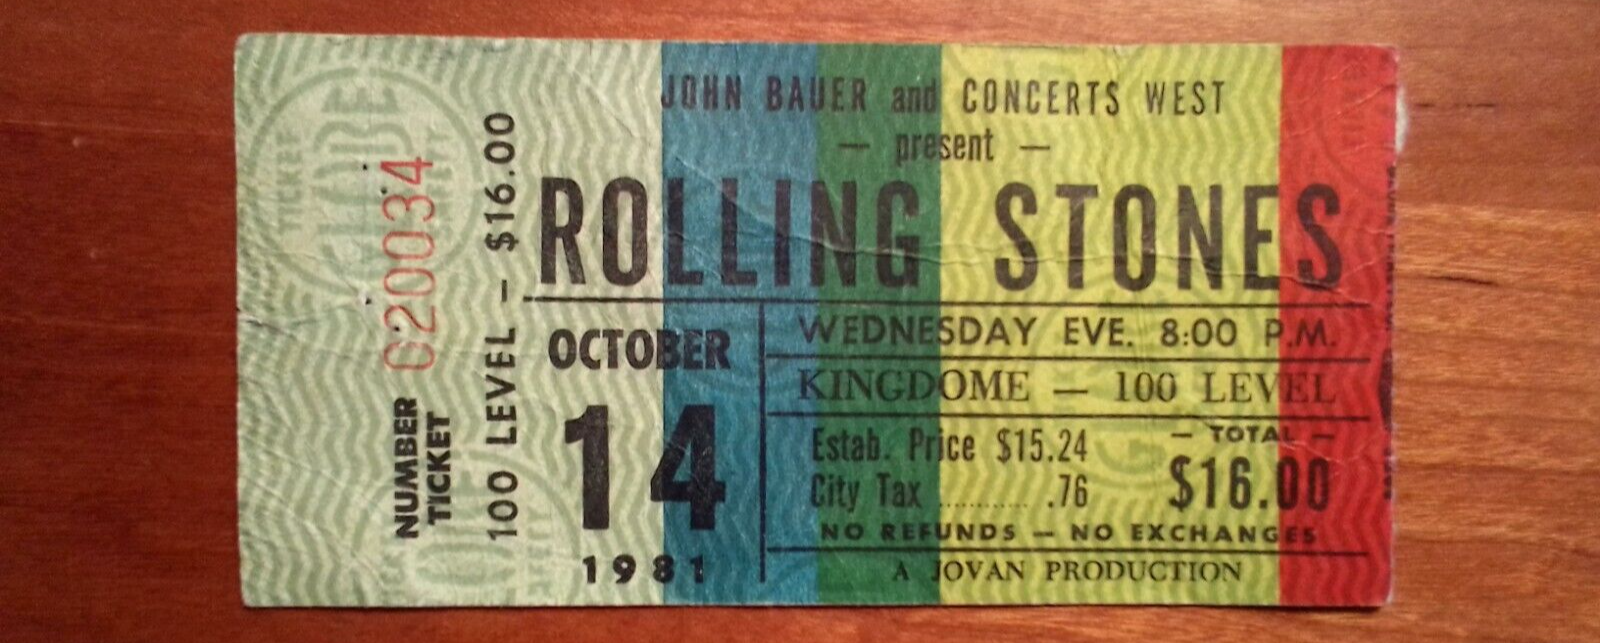 GLOBE
TICKET
020034
NUMBER
TICKET
100 LEVEL – $16.00
JOHN BAUER and CONCERTS WEST
— present —
ROLLING STONES
OCTOBER
14
1981
WEDNESDAY EVE. 8:00 P.M.
KINGDOME — 100 LEVEL
Estab. Price $15.24
City Tax ............ .76
— TOTAL —
$16.00
NO REFUNDS — NO EXCHANGES
A JOVAN PRODUCTION